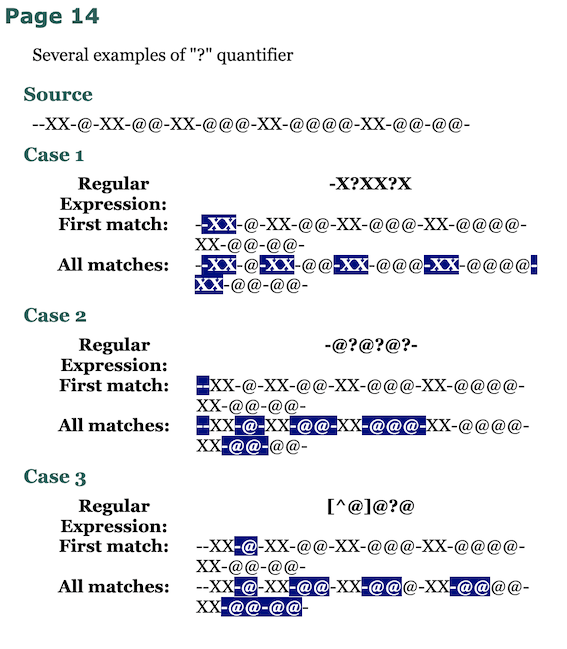 Page 14
Several examples of "?" quantifier
Source
--XX-@-XX-@@-XX-@@@-XX-@@@@-XX-@@-@@-
Case 1
Regular Expression: -X?XX?X
First match: --XX-@-XX-@@-XX-@@@-XX-@@@@-
XX-@@-@@-
All matches: --XX-@-XX-@@-XX-@@@-XX-@@@@-
XX-@@-@@-
Case 2
Regular Expression: -@?@?@?-
First match: --XX-@-XX-@@-XX-@@@-XX-@@@@-
XX-@@-@@-
All matches: --XX-@-XX-@@-XX-@@@-XX-@@@@-
XX-@@-@@-
Case 3
Regular Expression: [^@]@?@
First match: --XX-@-XX-@@-XX-@@@-XX-@@@@-
XX-@@-@@-
All matches: --XX-@-XX-@@-XX-@@@-XX-@@@@-
XX-@@-@@-